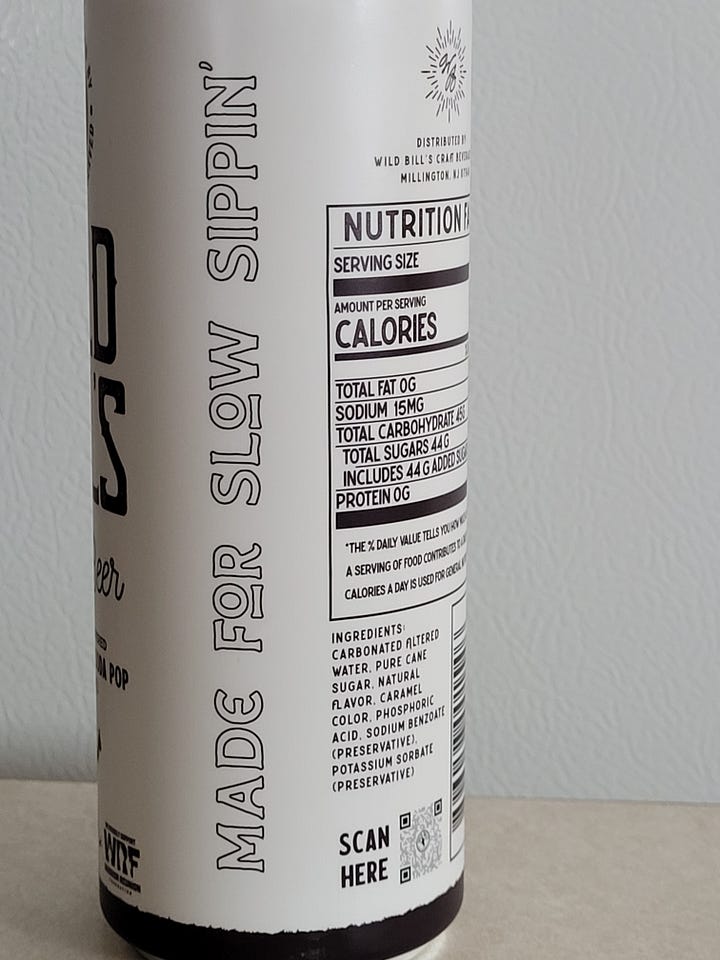 MADE FOR SLOW SIPPIN'
DISTRIBUTED BY
WILD BILL'S CRAFT
MILLINGTON, NJ
NUTRITION
SERVING SIZE
AMOUNT PER SERVING
CALORIES
TOTAL FAT 0G
SODIUM 15MG
TOTAL CARBOHYDRATE 45G
TOTAL SUGARS 44G
INCLUDES 44G ADDED
PROTEIN 0G
*THE % DAILY VALUE TELLS YOU HOW
A SERVING OF FOOD CONTRIBUTES TO A
CALORIES A DAY IS USED FOR GENERAL
INGREDIENTS:
CARBONATED FILTERED
WATER, PURE CANE
SUGAR, NATURAL
FLAVOR, CARAMEL
COLOR, PHOSPHORIC
ACID, SODIUM BENZOATE
(PRESERVATIVE),
POTASSIUM SORBATE
(PRESERVATIVE)
SCAN
HERE
POP